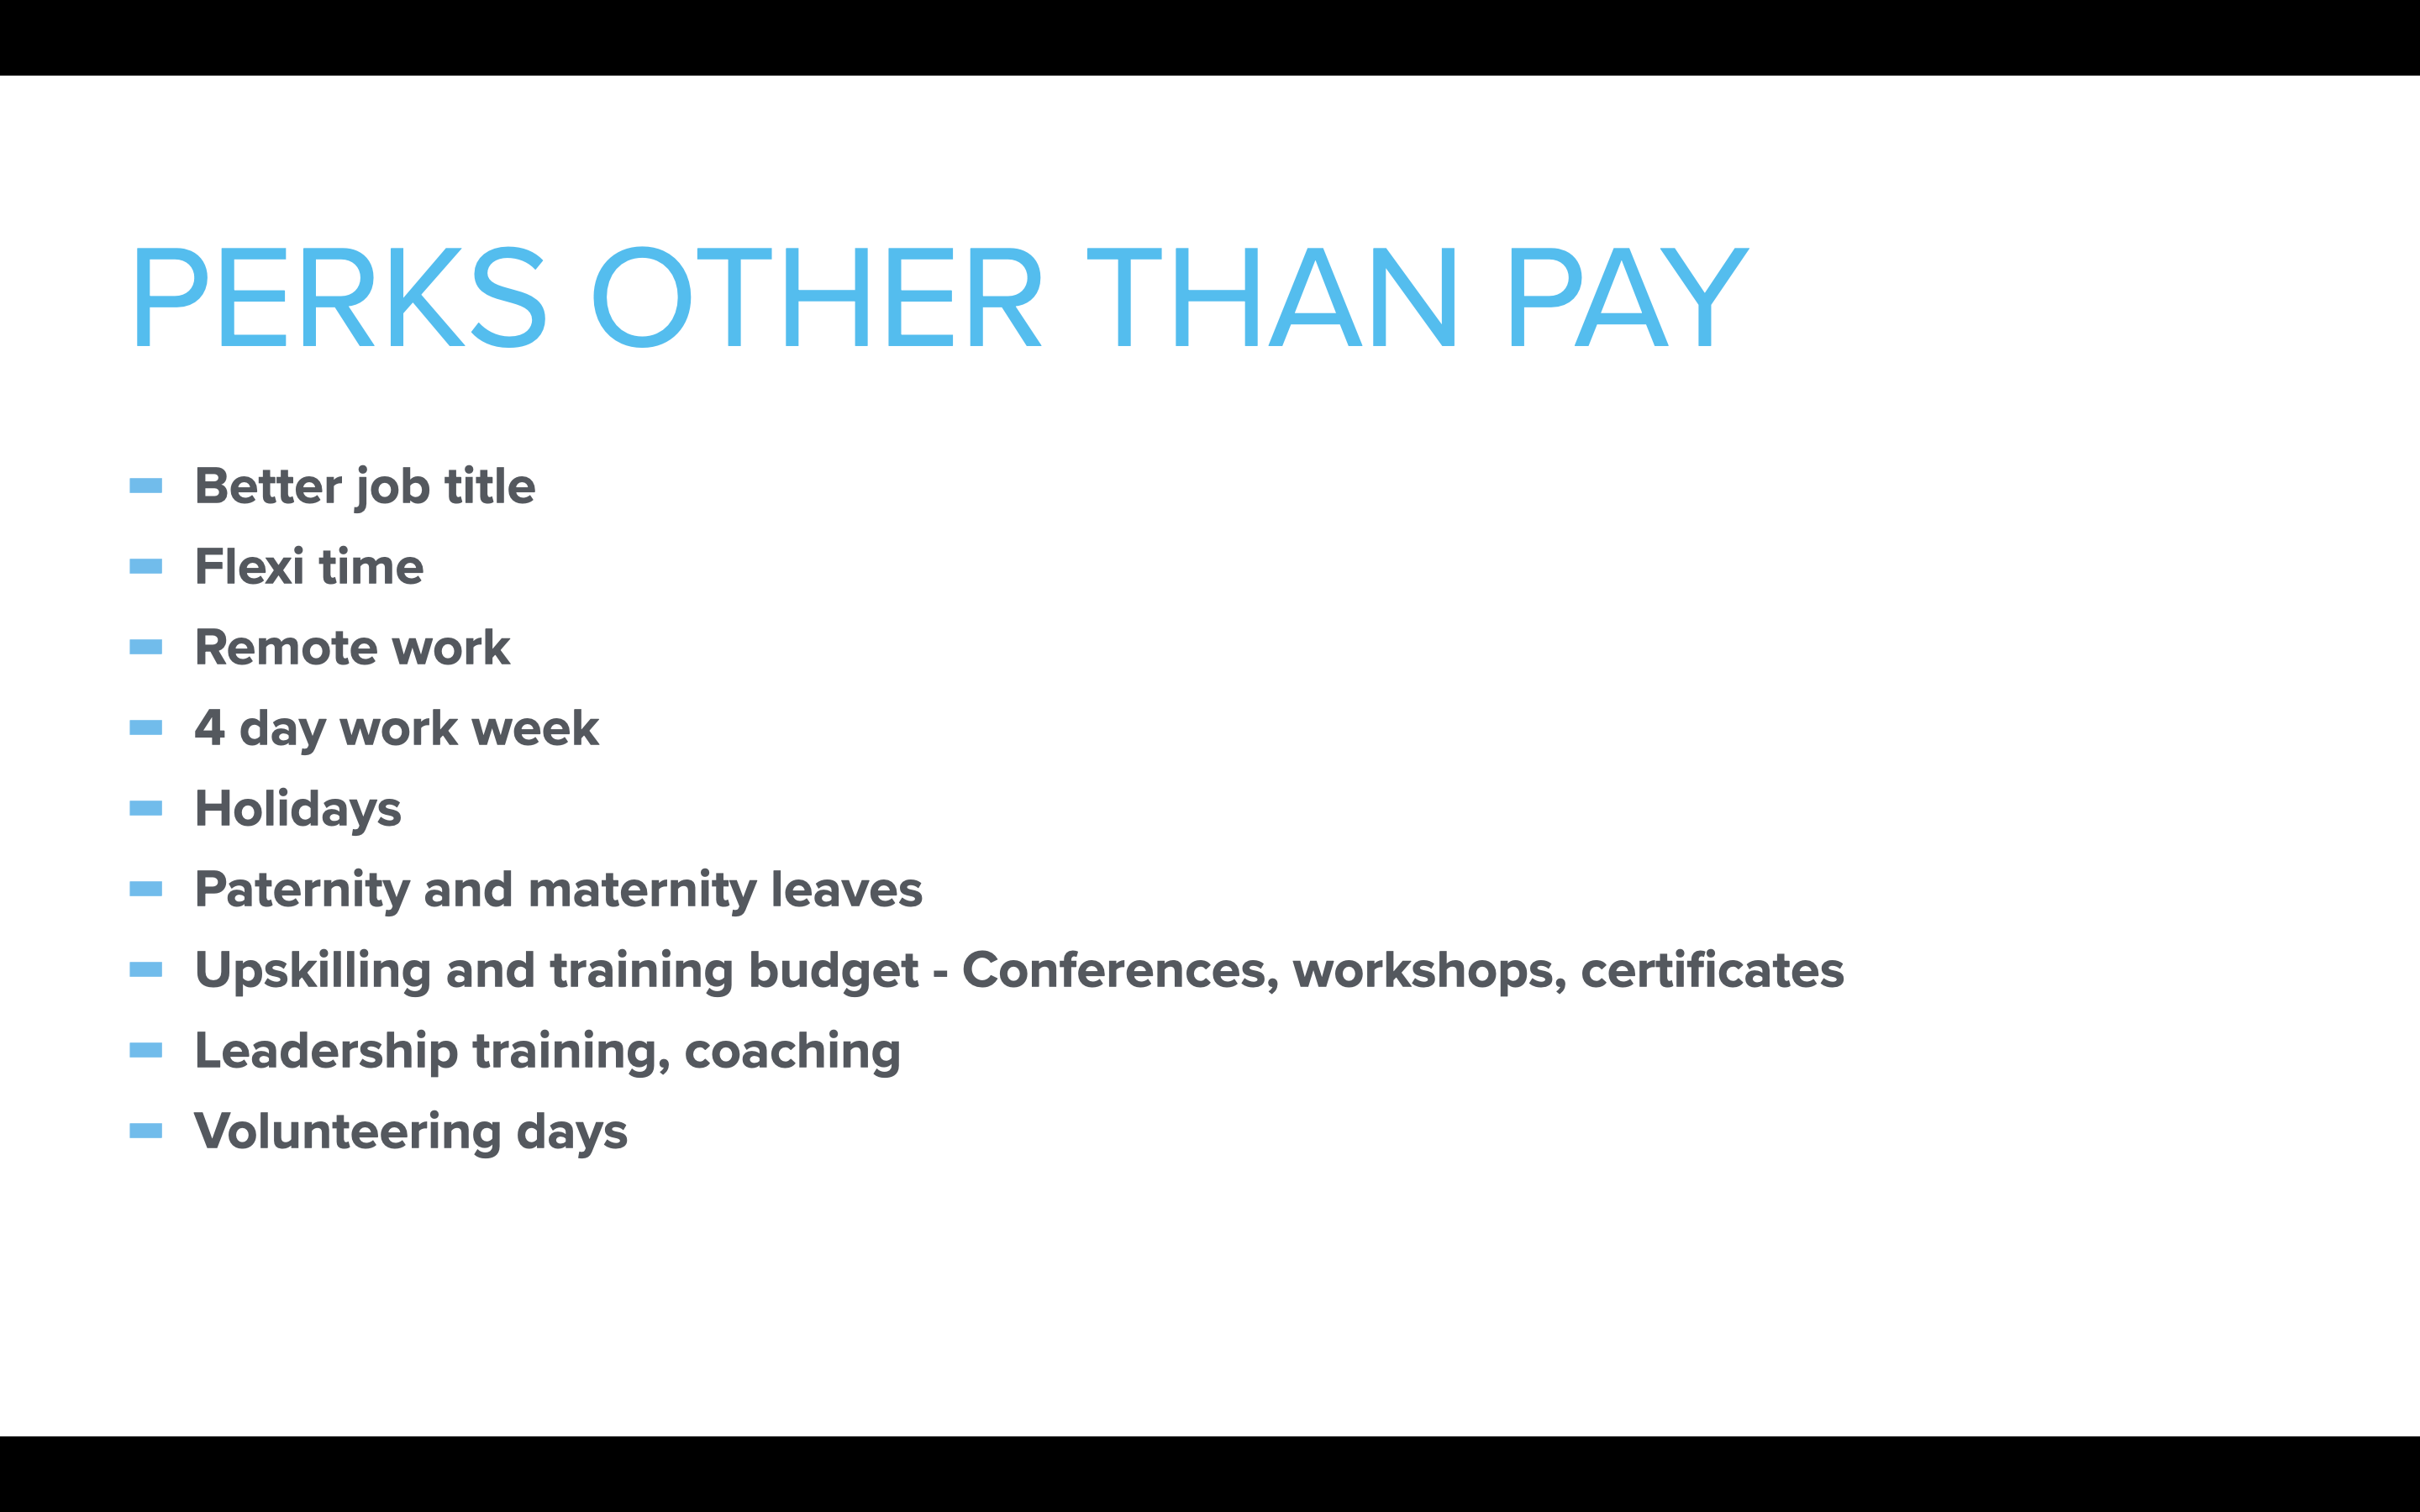 PERKS OTHER THAN PAY
Better job title
Flexi time
Remote work
4 day work week
Holidays
Paternity and maternity leaves
Upskilling and training budget - Conferences, workshops, certificates
Leadership training, coaching
Volunteering days